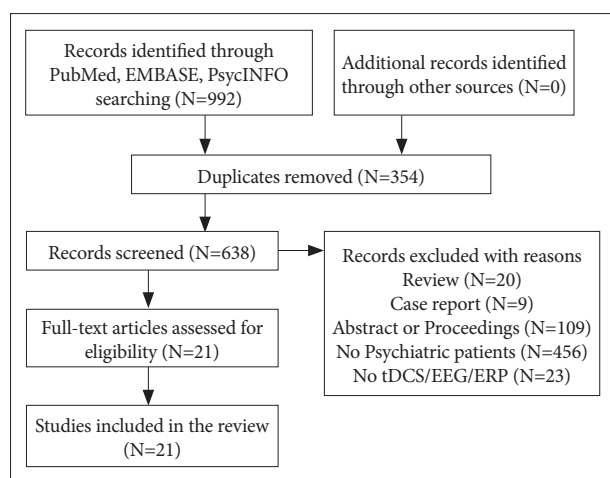 Records identified through
PubMed, EMBASE, PsycINFO
searching (N=992)
Additional records identified
through other sources (N=0)
Duplicates removed (N=354)
Records screened (N=638)
Records excluded with reasons
Review (N=20)
Case report (N=9)
Abstract or Proceedings (N=109)
No Psychiatric patients (N=456)
No tDCS/EEG/ERP (N=23)
Full-text articles assessed for
eligibility (N=21)
Studies included in the review
(N=21)